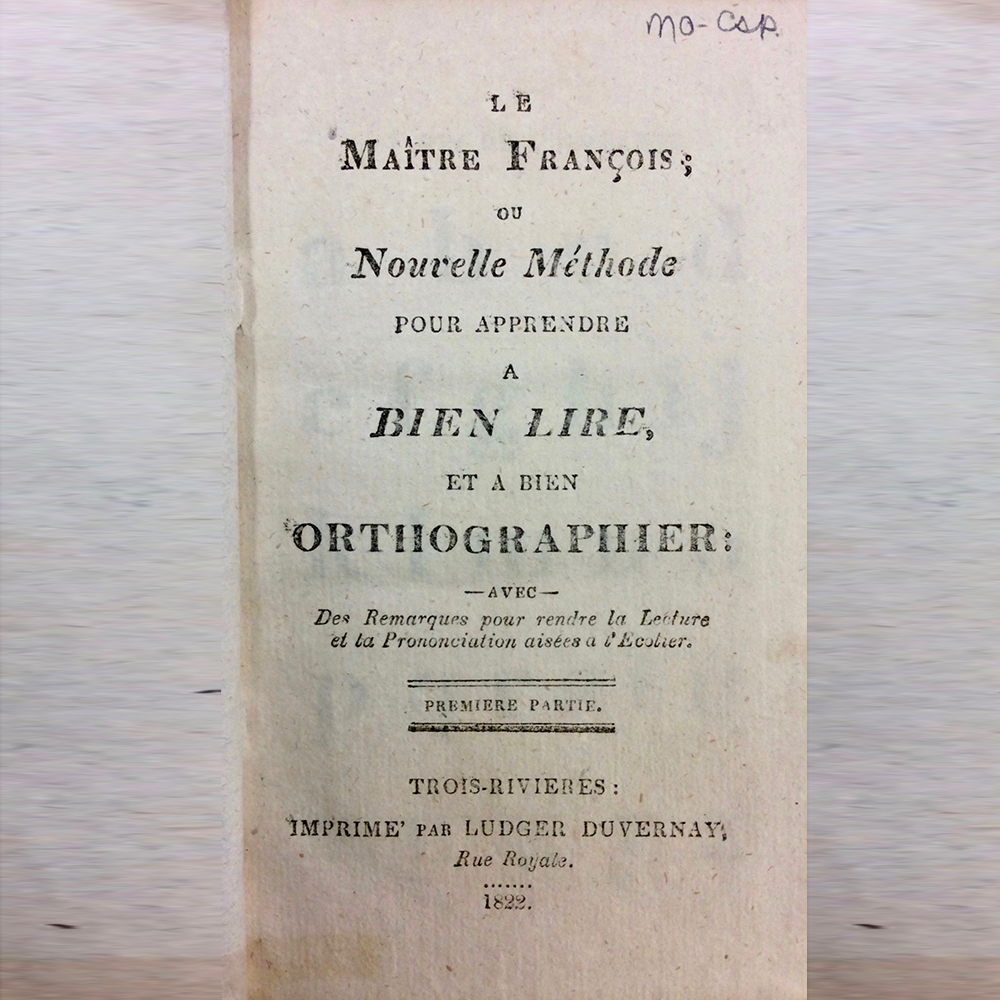 mo-Csp.
LE
MAÎTRE FRANÇOIS;
OU
Nouvelle Méthode
POUR APPRENDRE
A
BIEN LIRE,
ET A BIEN
ORTHOGRAPHIER:
—AVEC—
Des Remarques pour rendre la Lecture
et la Prononciation aisées a l'Ecolier.
PREMIERE PARTIE.
TROIS-RIVIERES:
IMPRIME' PAR LUDGER DUVERNAY,
Rue Royale.
.......
1822.